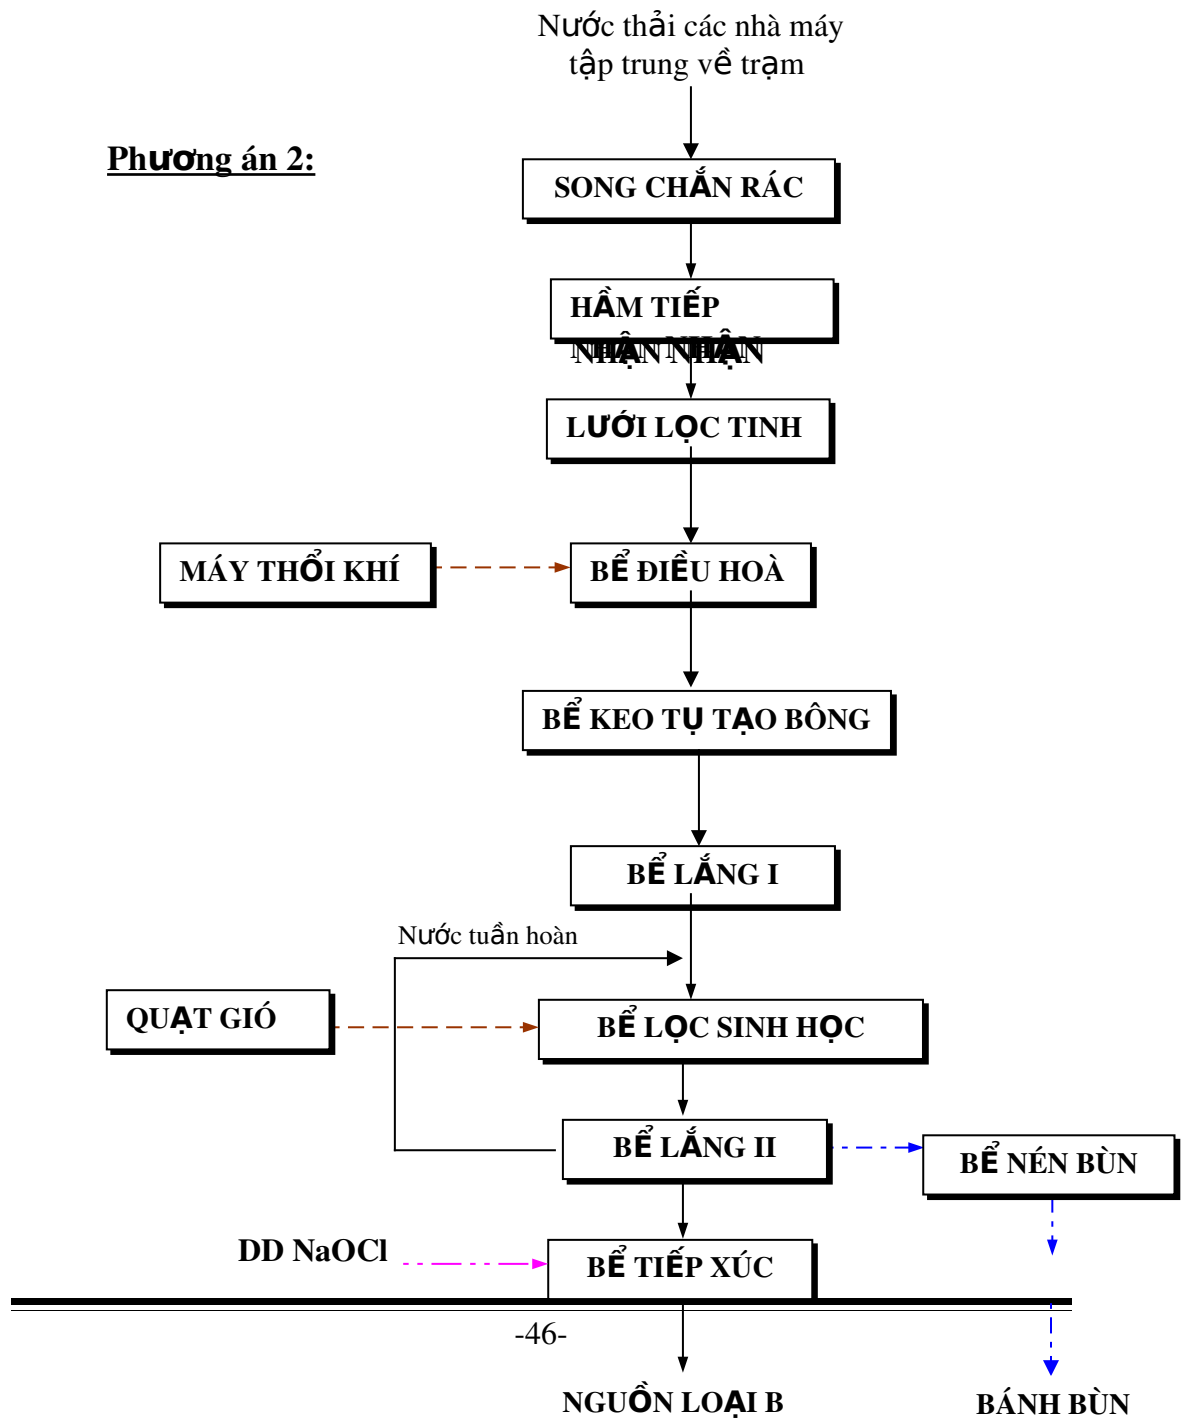 Nước thải các nhà máy
tập trung về trạm
Phương án 2:
SONG CHẮN RÁC
HẦM TIẾP
NHẬN NHẬN
LƯỚI LỌC TINH
MÁY THỔI KHÍ
BỂ ĐIỀU HOÀ
BỂ KEO TỤ TẠO BÔNG
BỂ LẮNG I
Nước tuần hoàn
QUẠT GIÓ
BỂ LỌC SINH HỌC
BỂ LẮNG II
BỂ NÉN BÙN
DD NaOCl
BỂ TIẾP XÚC
-46-
NGUỒN LOẠI B
BÁNH BÙN